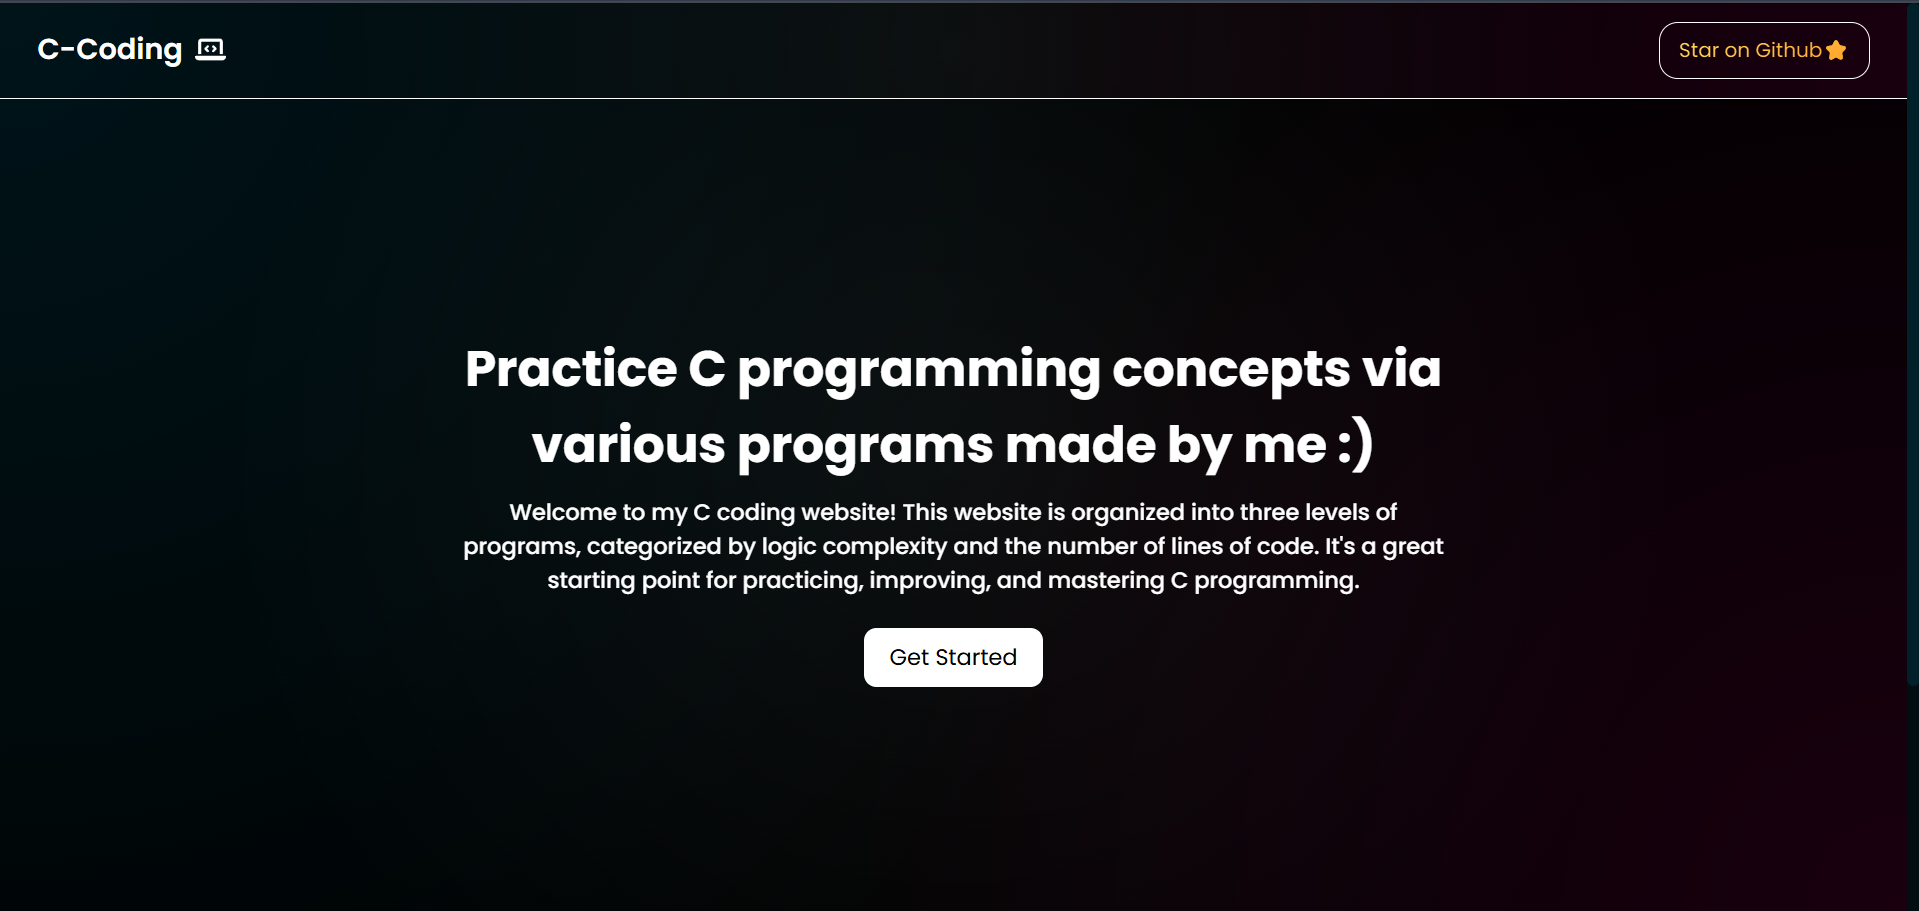 C-Coding
Star on Github
Practice C programming concepts via
various programs made by me :)
Welcome to my C coding website! This website is organized into three levels of
programs, categorized by logic complexity and the number of lines of code. It's a great
starting point for practicing, improving, and mastering C programming.
Get Started